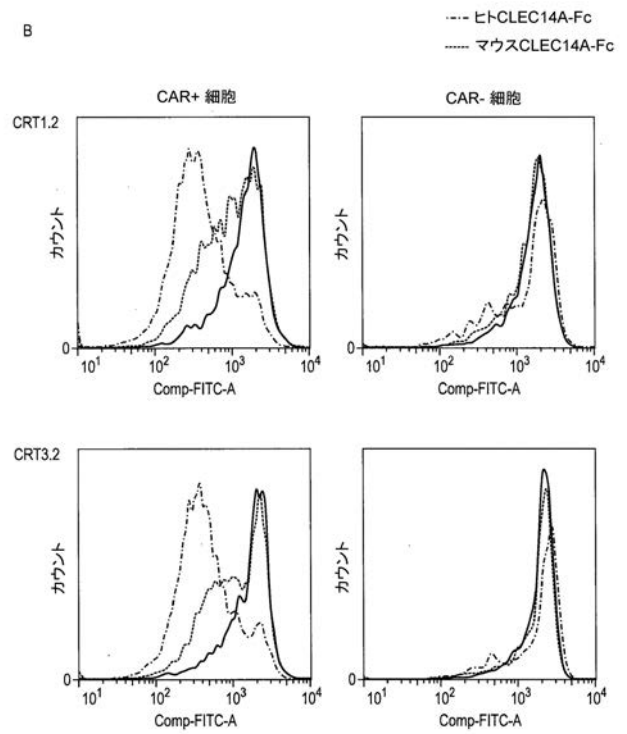 B
ヒトCLEC14A-Fc
マウスCLEC14A-Fc
CAR+ 細胞
CAR- 細胞
CRT1.2
カウント
0
10¹ 10² 10³ 10⁴
Comp-FITC-A
カウント
0
10¹ 10² 10³ 10⁴
Comp-FITC-A
CRT3.2
カウント
0
10¹ 10² 10³ 10⁴
Comp-FITC-A
カウント
0
10¹ 10² 10³ 10⁴
Comp-FITC-A